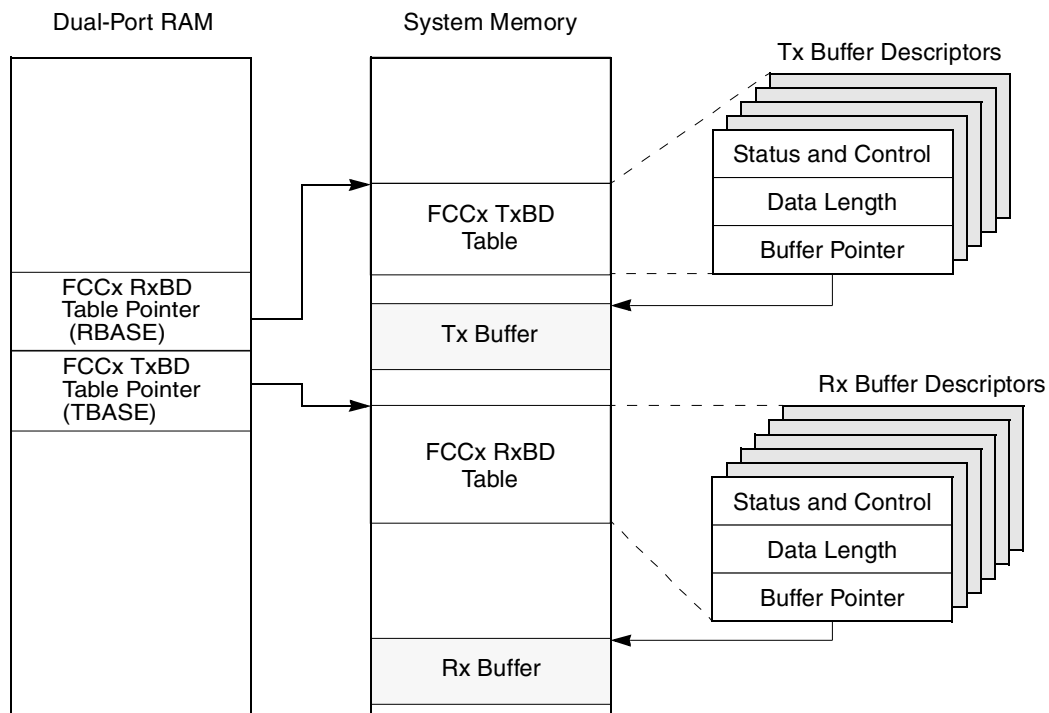 Dual-Port RAM
System Memory
Tx Buffer Descriptors
Status and Control
Data Length
Buffer Pointer
FCCx TxBD
Table
FCCx RxBD
Table Pointer
(RBASE)
Tx Buffer
FCCx TxBD
Table Pointer
(TBASE)
Rx Buffer Descriptors
FCCx RxBD
Table
Status and Control
Data Length
Buffer Pointer
Rx Buffer